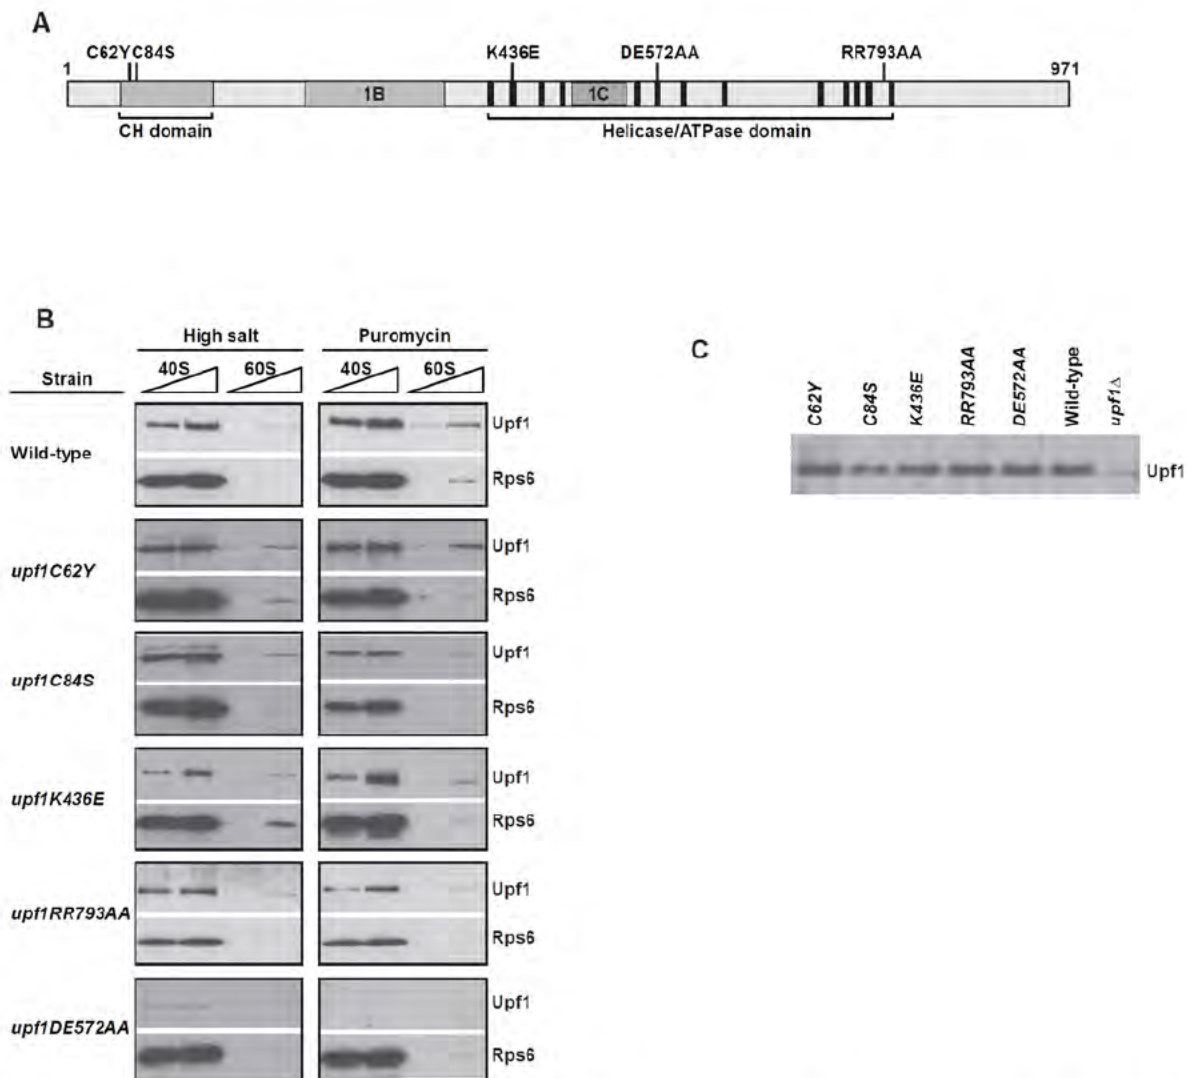 A
C62Y C84S K436E DE572AA RR793AA
1 971
1B 1C
CH domain Helicase/ATPase domain
B
High salt Puromycin
Strain 40S 60S 40S 60S
Wild-type Upf1
Rps6
upf1C62Y Upf1
Rps6
upf1C84S Upf1
Rps6
upf1K436E Upf1
Rps6
upf1RR793AA Upf1
Rps6
upf1DE572AA Upf1
Rps6
C
C62Y C84S K436E RR793AA DE572AA Wild-type upf1Δ
Upf1